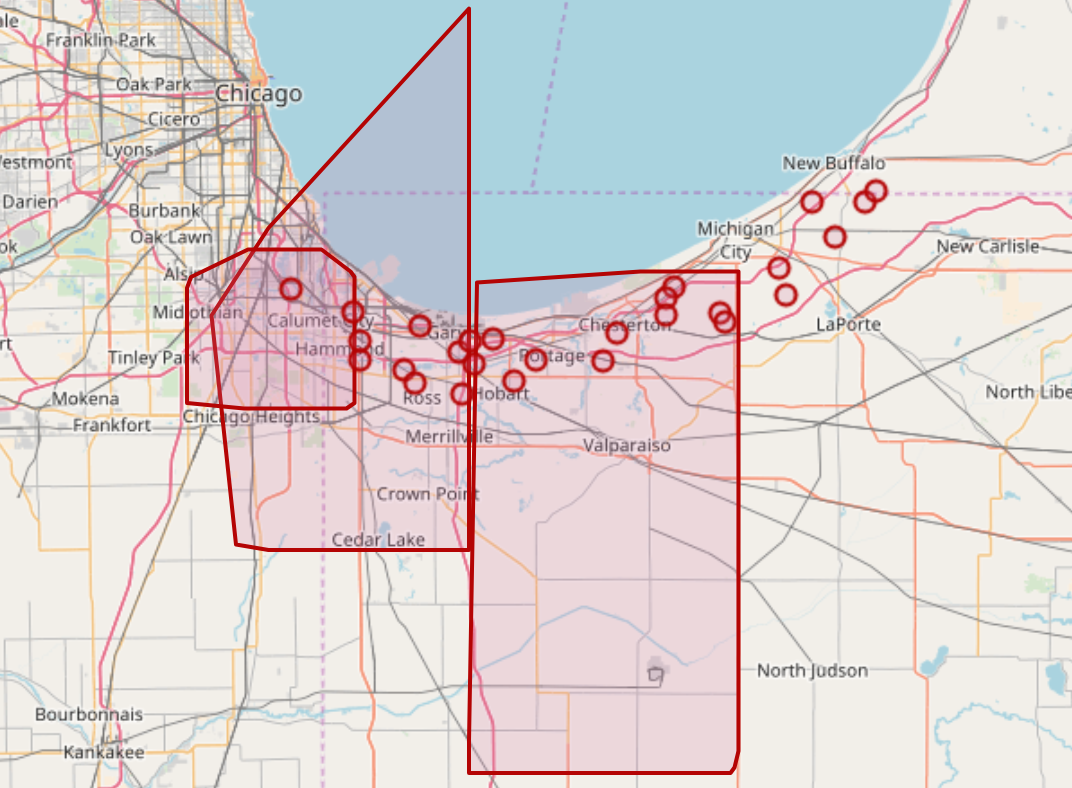 Franklin Park
Oak Park
Chicago
Cicero
Lyons
Westmont
Darien
Burbank
Oak Lawn
Alsip
Midlothian
Calumet City
Hammond
Tinley Park
Mokena
Frankfort
Chicago Heights
Gary
Ross
Hobart
Merrillville
Crown Point
Cedar Lake
Portage
Chesterton
Valparaiso
New Buffalo
Michigan
City
New Carlisle
LaPorte
North Libe
North Judson
Bourbonnais
Kankakee